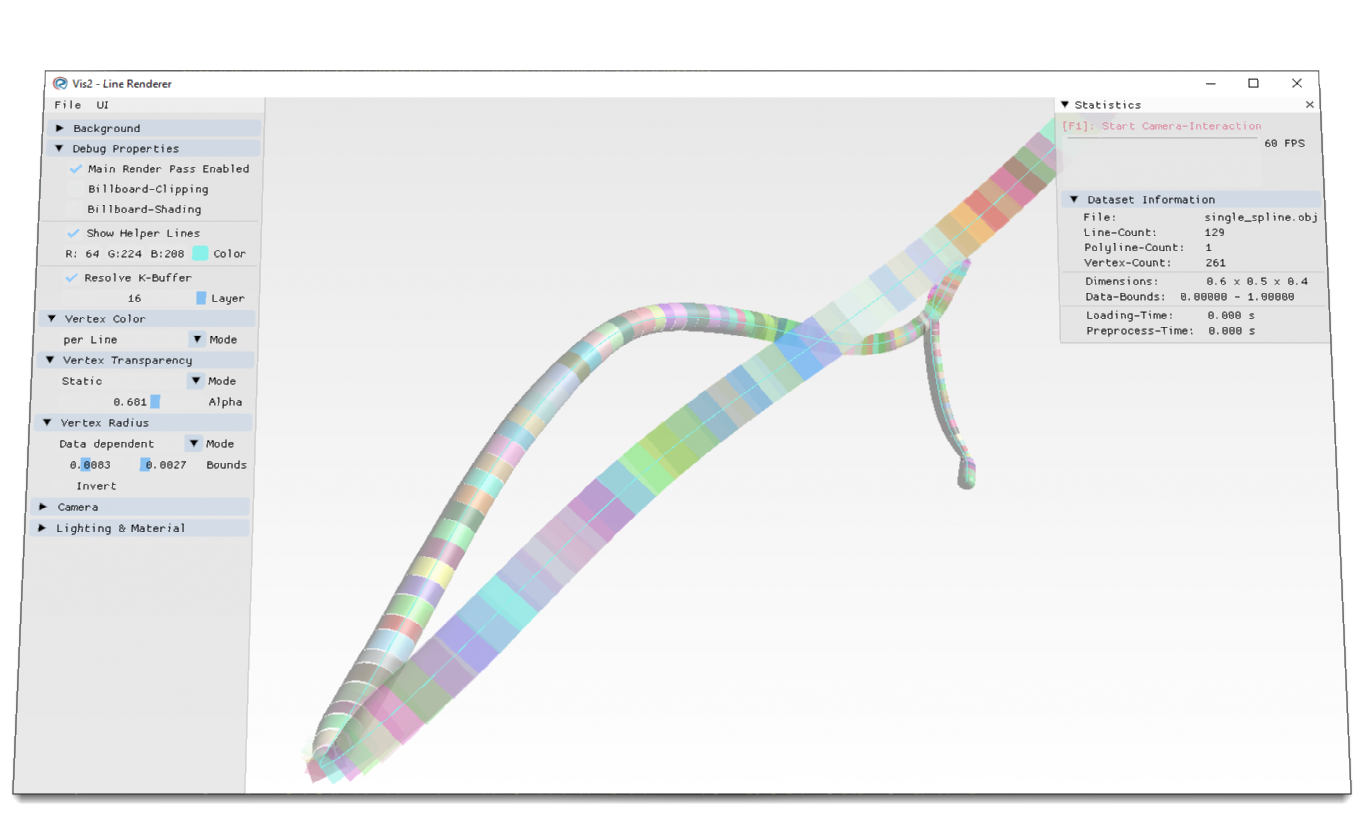 Vis2 - Line Renderer
File UI
Background
Debug Properties
Main Render Pass Enabled
Billboard-Clipping
Billboard-Shading
Show Helper Lines
R: 64 G:224 B:208 Color
Resolve K-Buffer
16 Layer
Vertex Color
per Line Mode
Vertex Transparency
Static Mode
0.601 Alpha
Vertex Radius
Data dependent Mode
0.0003 0.0027 Bounds
Invert
Camera
Lighting & Material
Statistics
[F1]: Start Camera-Interaction
60 FPS
Dataset Information
File: single_spline.obj
Line-Count: 129
Polyline-Count: 1
Vertex-Count: 261
Dimensions: 0.6 x 0.5 x 0.4
Data-Bounds: 0.00000 - 1.00000
Loading-Time: 0.000 s
Preprocess-Time: 0.000 s